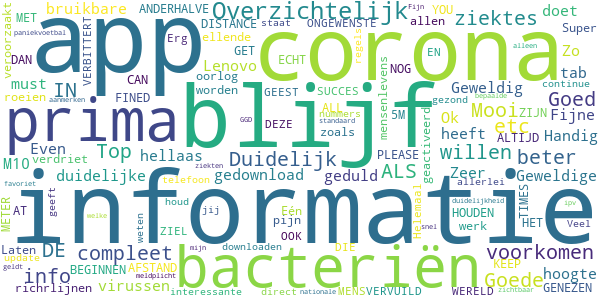 MET ANDERHALVE Overzichtelijk YOU allen ONGEWENSTE doet
bruikbare DISTANCE staat ziektes Super
paniekvoetbal Erg ellende GET EN regels Fijn alleen
veroorzaakt app corona Zo
DAN VERBITTERT CAN ECHT NOG
must IN oorlog Lenovo GEEST SUCCES mensenlevens Geweldig tab continue
roeien aanmerken FINED worden ALL nummers 5M gezond bepaalde
prima blijf Mooi Goed
standaard geactiveerd Ok etc Fijne
DEZE zoals GGD heeft ALTIJD ZIJN Handig
Even Top hellaas Duidelijk PLEASE willen beter
M10 verdriet ziekten
duidelijke gedownload geduld ALS Zeer allerlei Geweldige
METER favoriet telefoon Eén Helemaal duidelijkheid ipv
AT geeft houd jij pijn snel HOUDEN TIMES HET Veel
informatie
welke ZIEL weten OOK werk
Laten DE compleet downloaden DIE mijn voorkomen
update BEGINNEN AFSTAND bacteriën KEEP
geldt info meldplicht Goede hoogte
richrlijnen virussen interessante direct nationale MENS VERVUILD WERELD zichtbaar GENEZEN